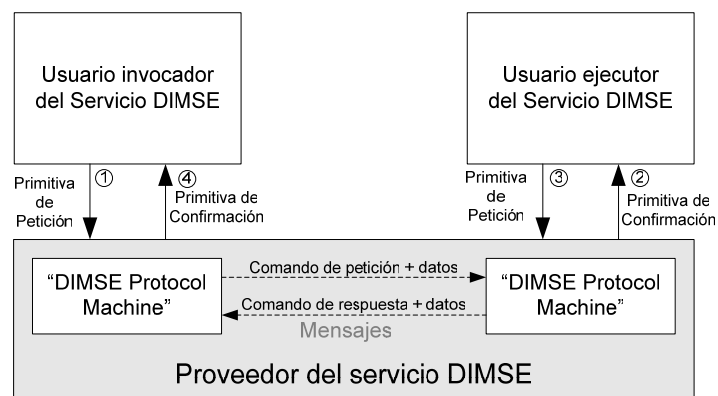 Usuario invocador
del Servicio DIMSE
Usuario ejecutor
del Servicio DIMSE
Primitiva
de
Petición
①
④
Primitiva de
Confirmación
Primitiva
de
Petición
③
②
Primitiva de
Confirmación
“DIMSE Protocol
Machine”
Comando de petición + datos
Comando de respuesta + datos
Mensajes
“DIMSE Protocol
Machine”
Proveedor del servicio DIMSE